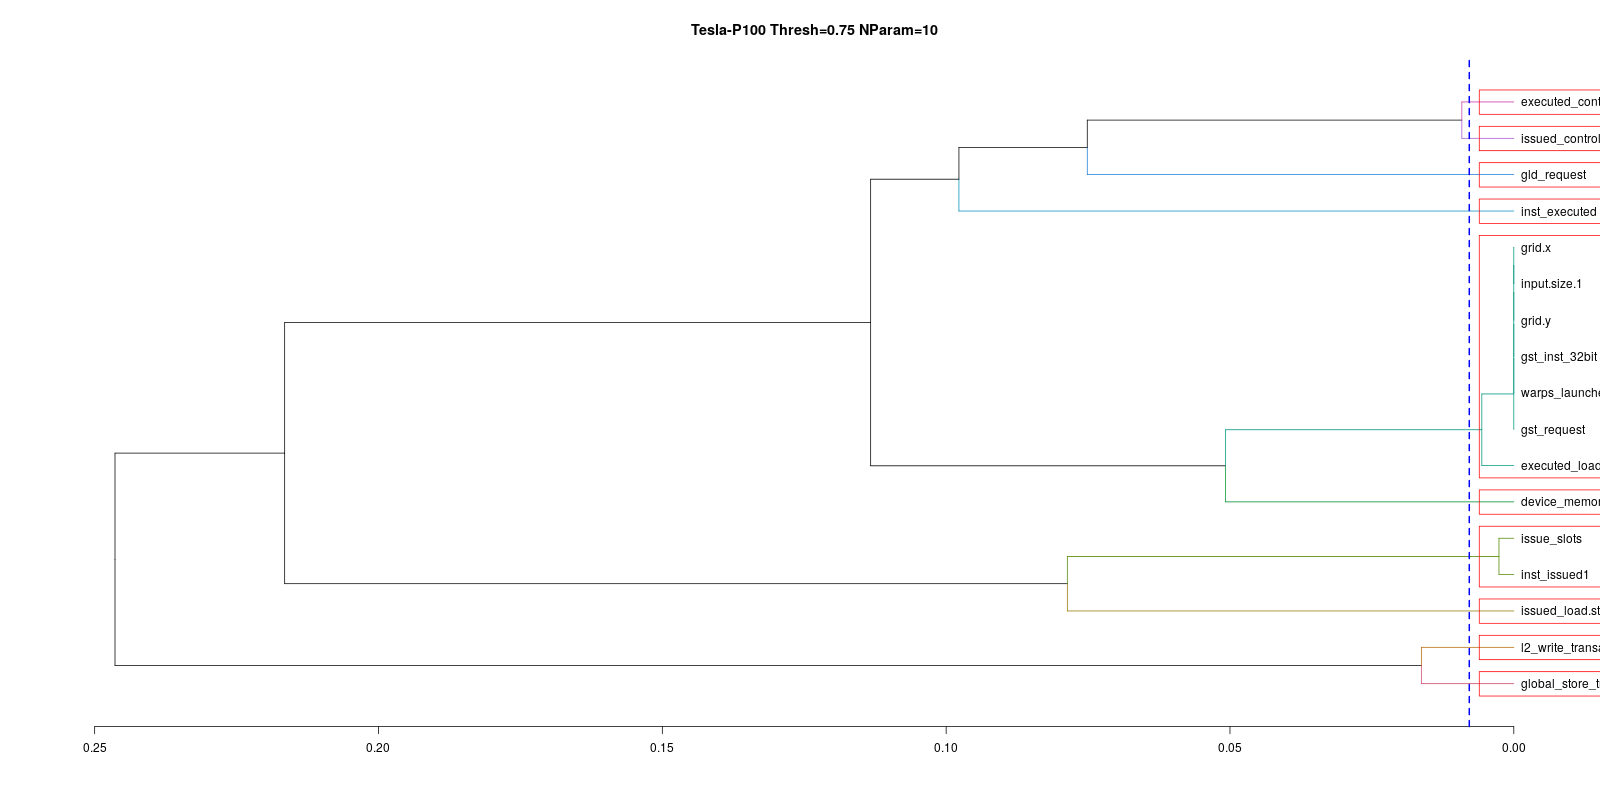 Tesla-P100 Thresh=0.75 NParam=10
executed_cont
issued_control
gld_request
inst_executed
grid.x
input.size.1
grid.y
gst_inst_32bit
warps_launche
gst_request
executed_load
device_memor
issue_slots
inst_issued1
issued_load.st
l2_write_transa
global_store_t
0.25 0.20 0.15 0.10 0.05 0.00